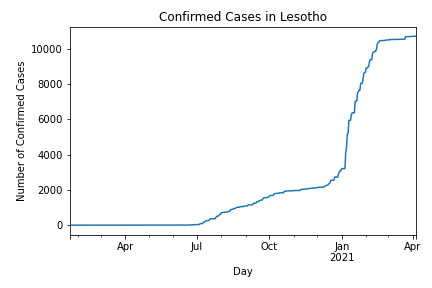 Confirmed Cases in Lesotho
Number of Confirmed Cases
10000
8000
6000
4000
2000
0
Apr
Jul
Oct
Jan
2021
Apr
Day